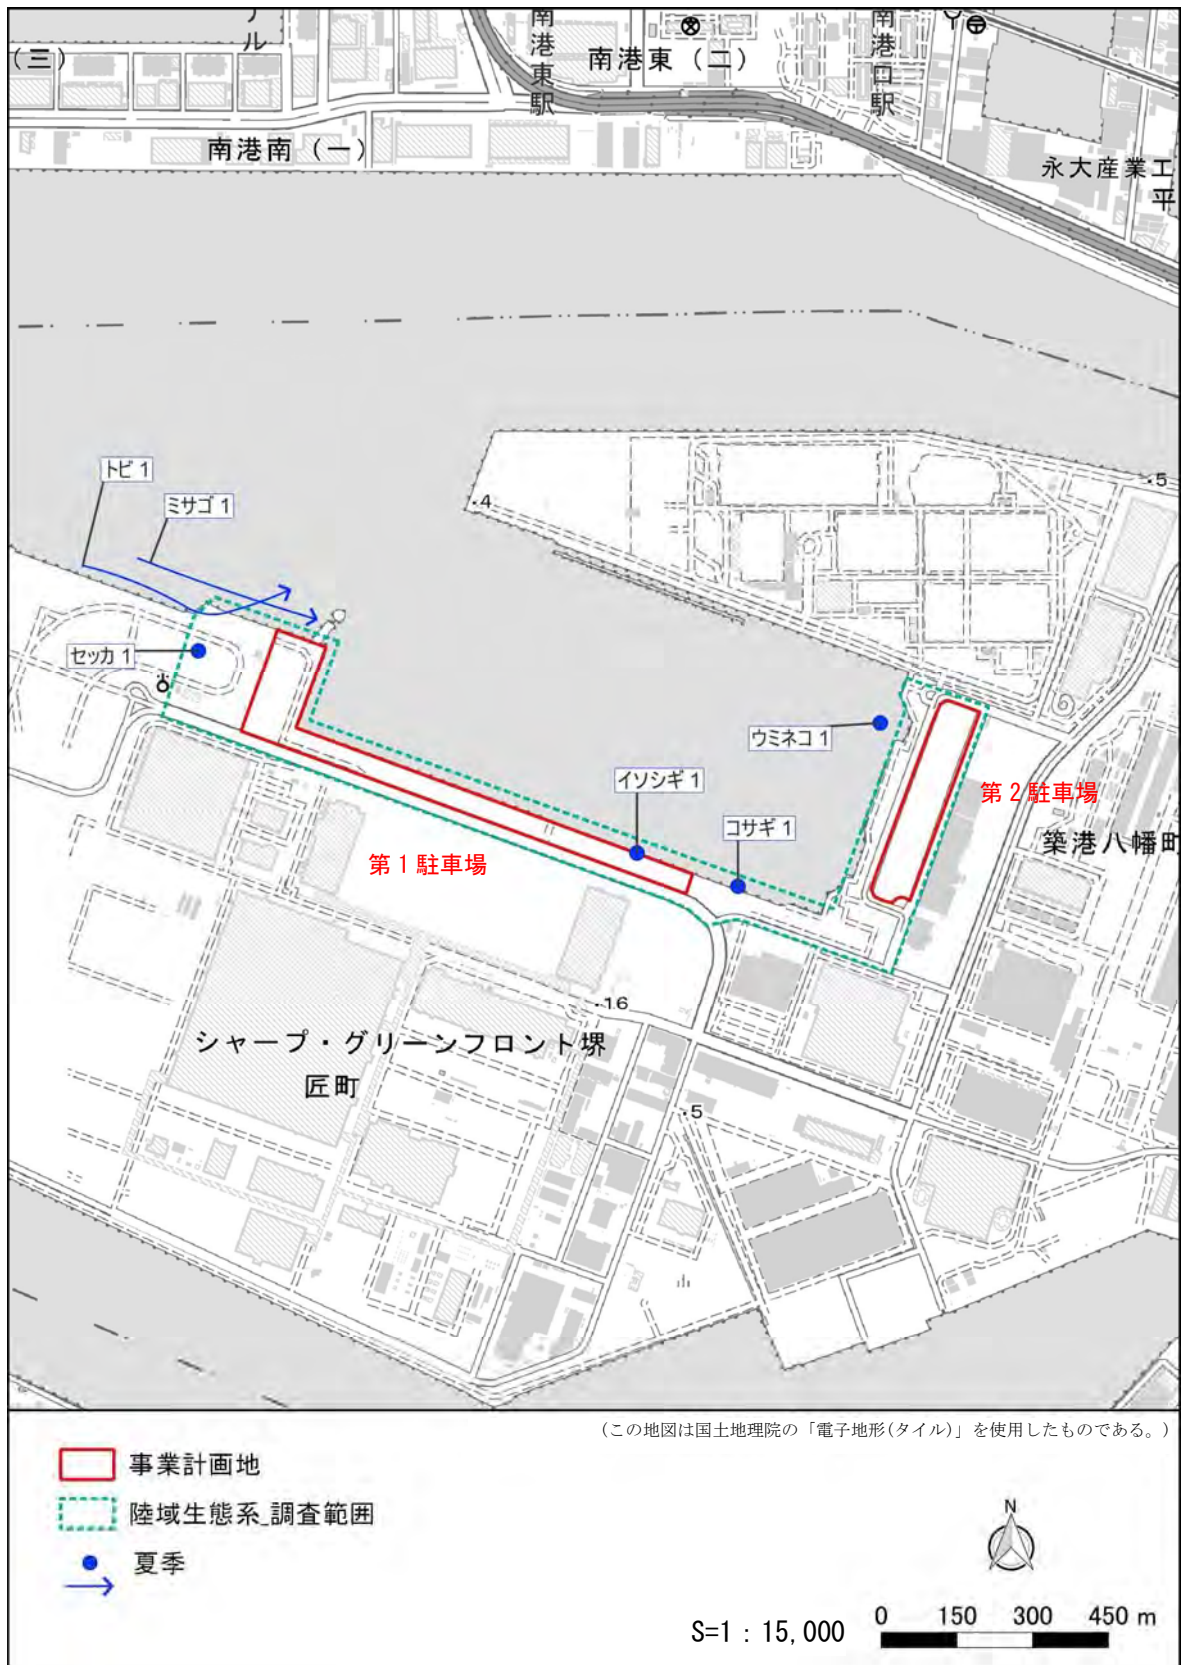 ナル
(三)
南港東駅
南港東（二）
南港口駅
南港南（一）
永大産業工
平
トビ 1
ミサゴ 1
・4
・5
セッカ 1
ウミネコ 1
イソシギ 1
第２駐車場
コサギ 1
築港八幡町
第１駐車場
・16
シャープ・グリーンフロント堺
匠町
・5
(この地図は国土地理院の「電子地形(タイル)」を使用したものである。)
事業計画地
陸域生態系_調査範囲
夏季
N
S=1：15,000
0 150 300 450 m